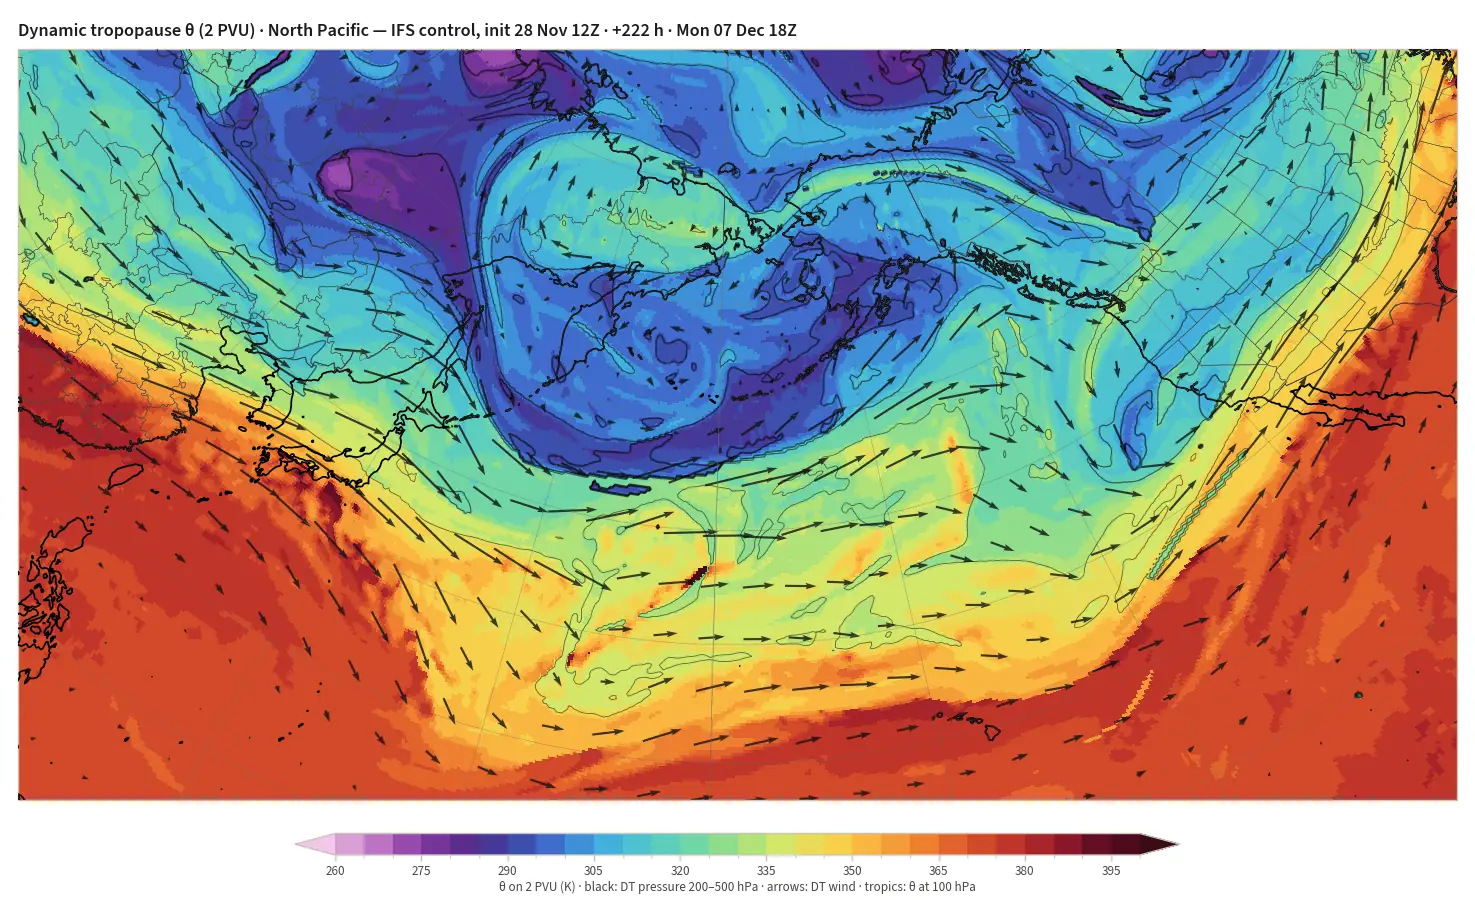 Dynamic tropopause θ (2 PVU) · North Pacific — IFS control, init 28 Nov 12Z · +222 h · Mon 07 Dec 18Z
260 275 290 305 320 335 350 365 380 395
θ on 2 PVU (K) · black: DT pressure 200–500 hPa · arrows: DT wind · tropics: θ at 100 hPa